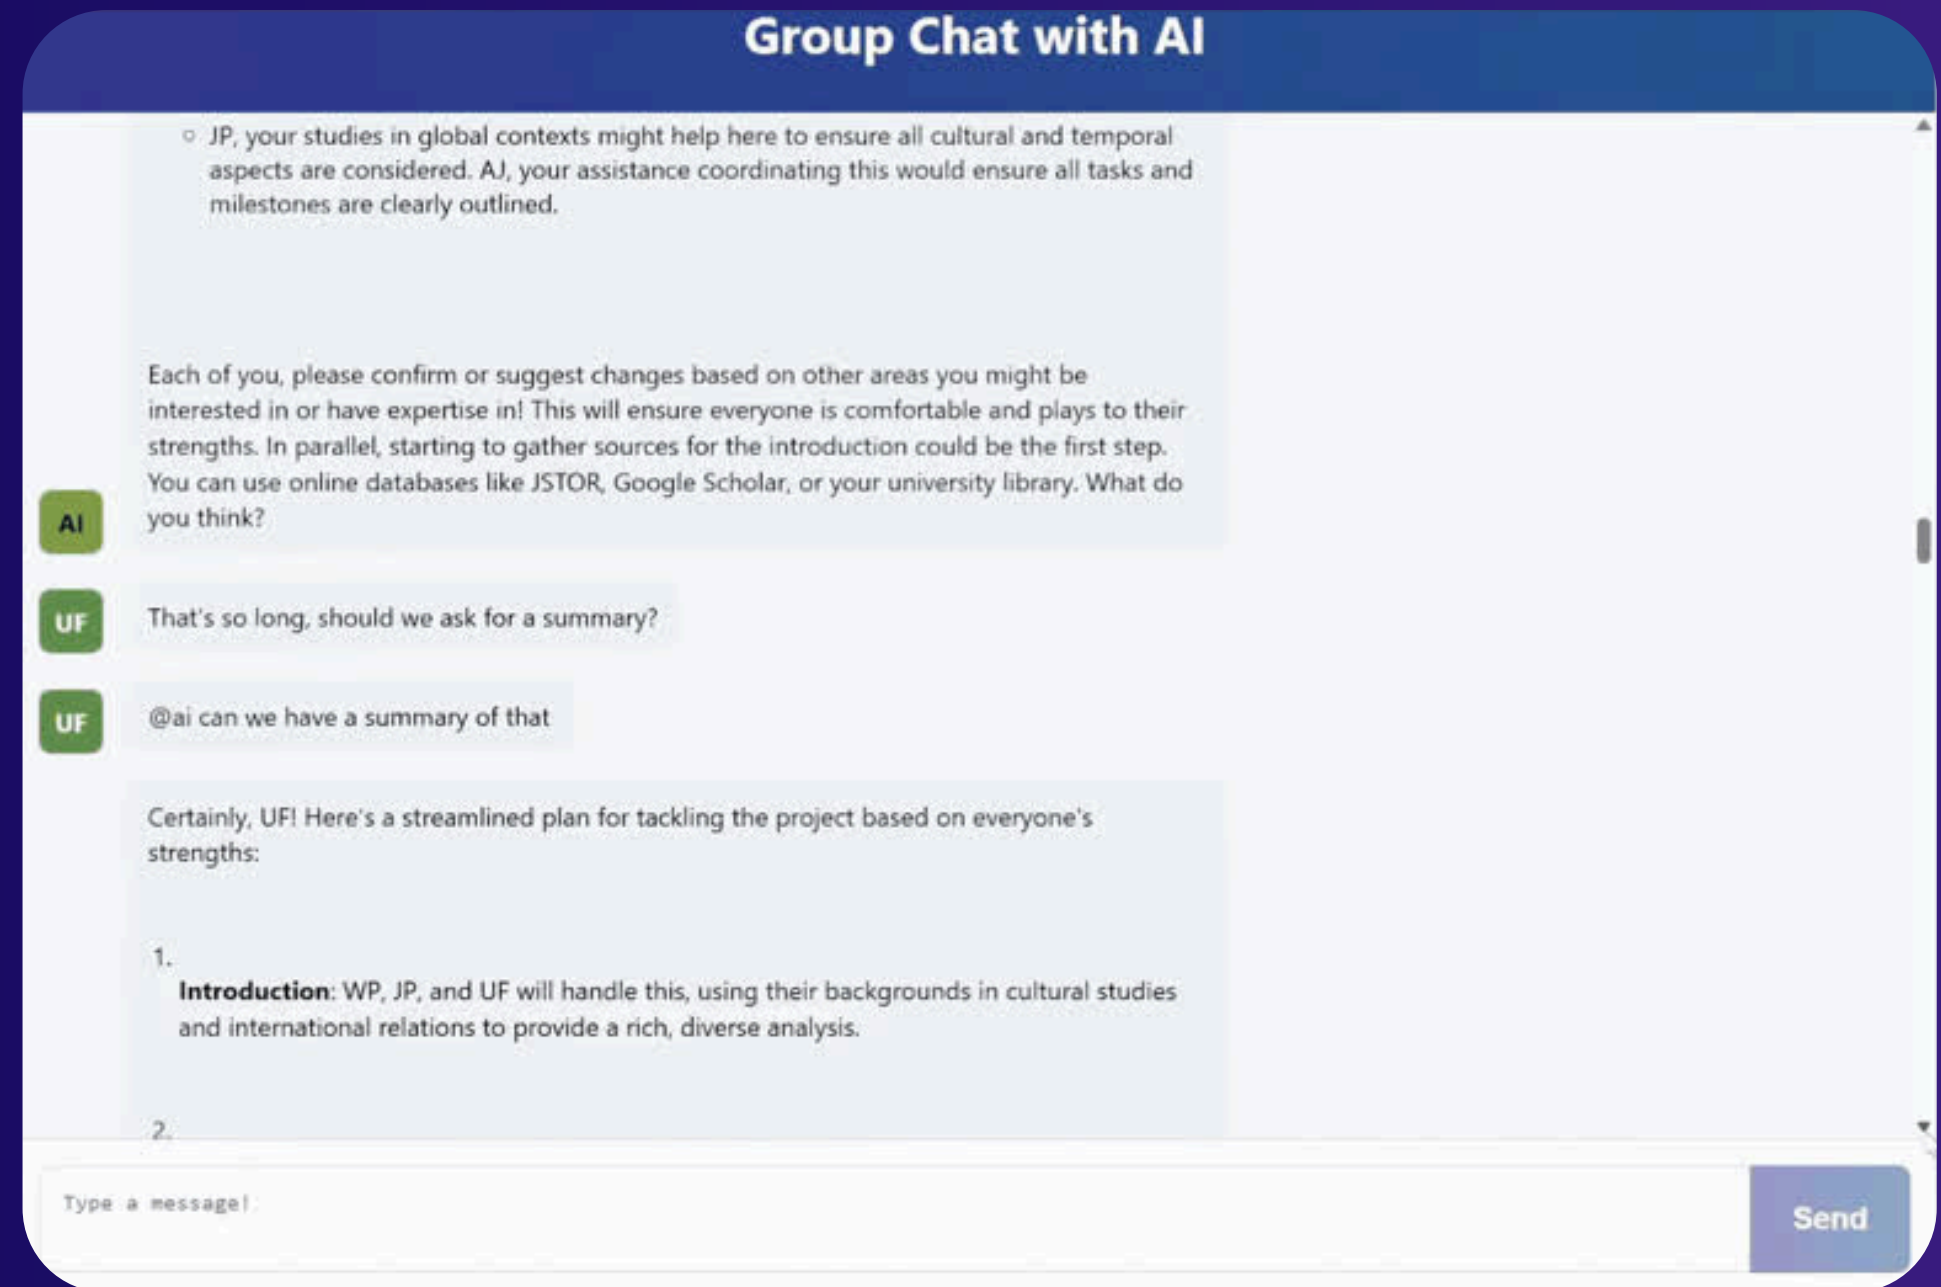 Group Chat with AI
○ JP, your studies in global contexts might help here to ensure all cultural and temporal
aspects are considered. AJ, your assistance coordinating this would ensure all tasks and
milestones are clearly outlined.
Each of you, please confirm or suggest changes based on other areas you might be
interested in or have expertise in! This will ensure everyone is comfortable and plays to their
strengths. In parallel, starting to gather sources for the introduction could be the first step.
You can use online databases like JSTOR, Google Scholar, or your university library. What do
you think?
AI
UF
That's so long, should we ask for a summary?
UF
@ai can we have a summary of that
Certainly, UF! Here's a streamlined plan for tackling the project based on everyone's
strengths:
1.
Introduction: WP, JP, and UF will handle this, using their backgrounds in cultural studies
and international relations to provide a rich, diverse analysis.
2.
Type a message!
Send